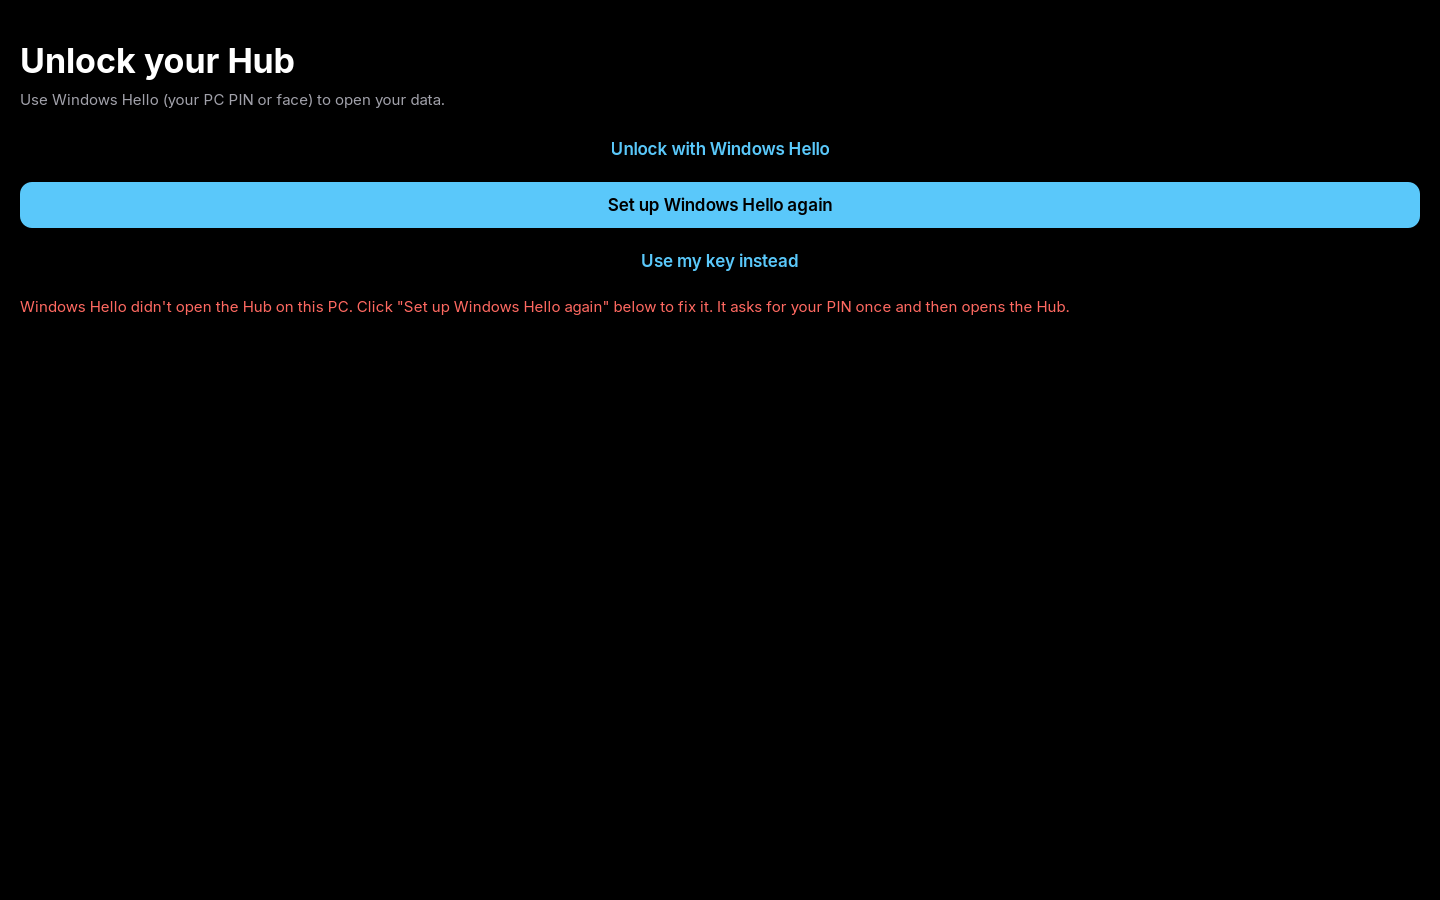 Unlock your Hub
Use Windows Hello (your PC PIN or face) to open your data.
Unlock with Windows Hello
Set up Windows Hello again
Use my key instead
Windows Hello didn't open the Hub on this PC. Click "Set up Windows Hello again" below to fix it. It asks for your PIN once and then opens the Hub.